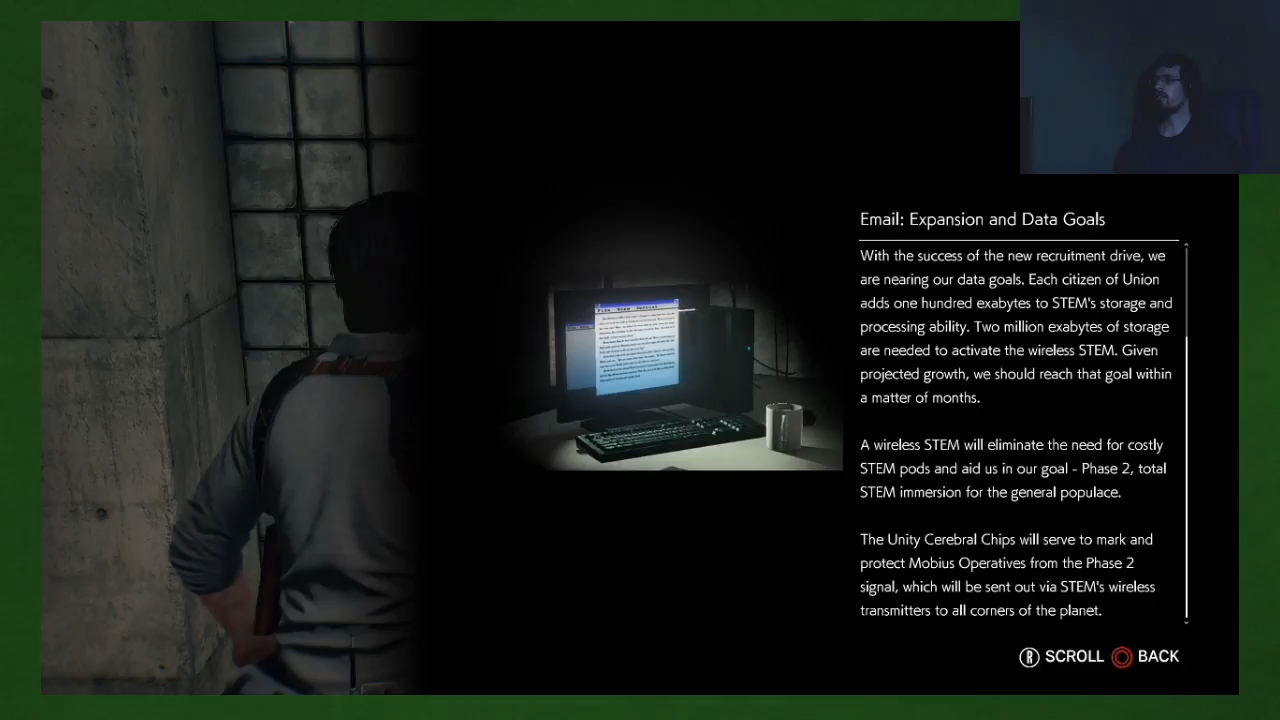 Email: Expansion and Data Goals
With the success of the new recruitment drive, we
are nearing our data goals. Each citizen of Union
adds one hundred exabytes to STEM's storage and
processing ability. Two million exabytes of storage
are needed to activate the wireless STEM. Given
projected growth, we should reach that goal within
a matter of months.
A wireless STEM will eliminate the need for costly
STEM pods and aid us in our goal - Phase 2, total
STEM immersion for the general populace.
The Unity Cerebral Chips will serve to mark and
protect Mobius Operatives from the Phase 2
signal, which will be sent out via STEM's wireless
transmitters to all corners of the planet.
R SCROLL BACK